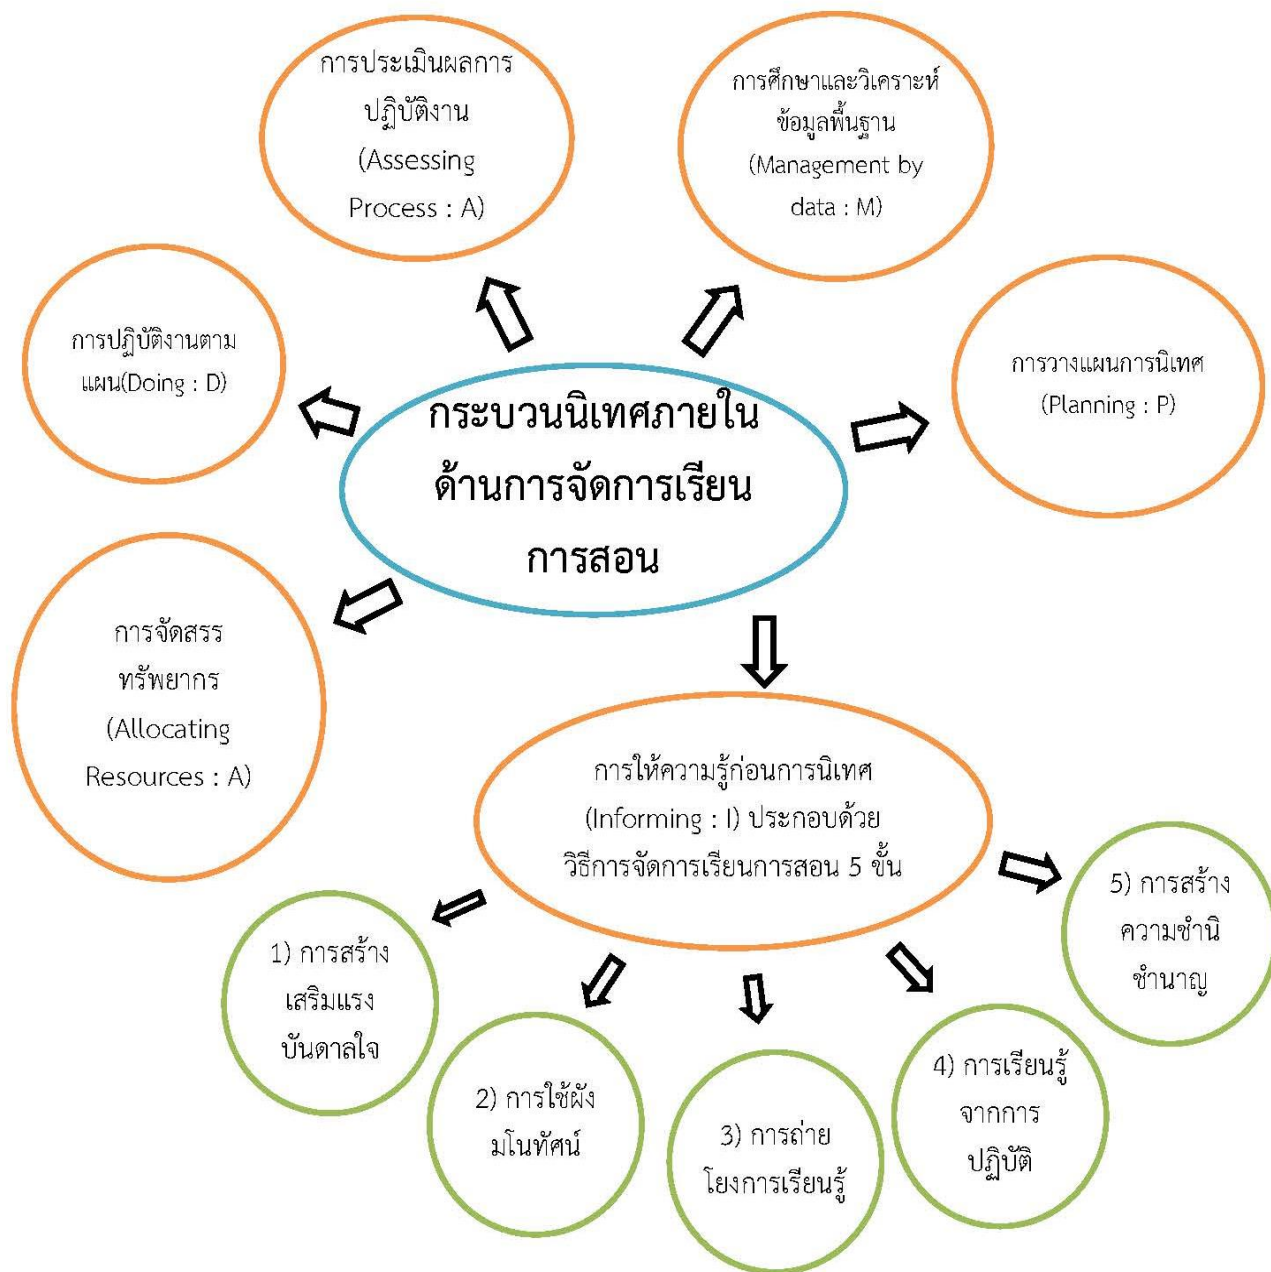 การประเมินผลการ
ปฏิบัติงาน
(Assessing
Process : A)
การศึกษาและวิเคราะห์
ข้อมูลพื้นฐาน
(Management by
data : M)
การปฏิบัติงานตาม
แผน(Doing : D)
การวางแผนการนิเทศ
(Planning : P)
กระบวนนิเทศภายใน
ด้านการจัดการเรียน
การสอน
การจัดสรร
ทรัพยากร
(Allocating
Resources : A)
การให้ความรู้ก่อนการนิเทศ
(Informing : I) ประกอบด้วย
วิธีการจัดการเรียนการสอน 5 ขั้น
1) การสร้าง
เสริมแรง
บันดาลใจ
2) การใช้ผัง
มโนทัศน์
3) การถ่าย
โยงการเรียนรู้
4) การเรียนรู้
จากการ
ปฏิบัติ
5) การสร้าง
ความชำนิ
ชำนาญ